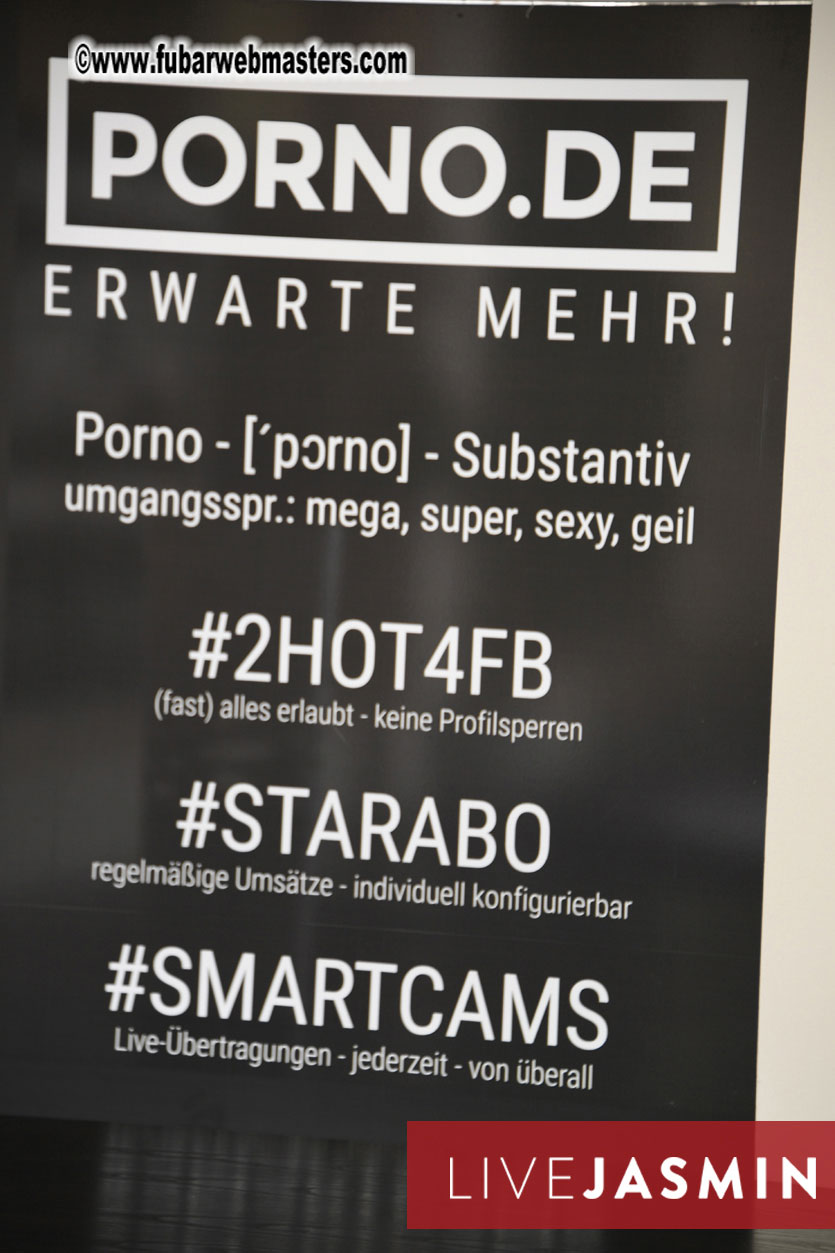 ©www.fubarwebmasters.com
PORNO.DE
ERWARTE MEHR!
Porno - [´pɔrno] - Substantiv
umgangsspr.: mega, super, sexy, geil
#2HOT4FB
(fast) alles erlaubt - keine Profilsperren
#STARABO
regelmäßige Umsätze - individuell konfigurierbar
#SMARTCAMS
Live-Übertragungen - jederzeit - von überall
LIVEJASMIN